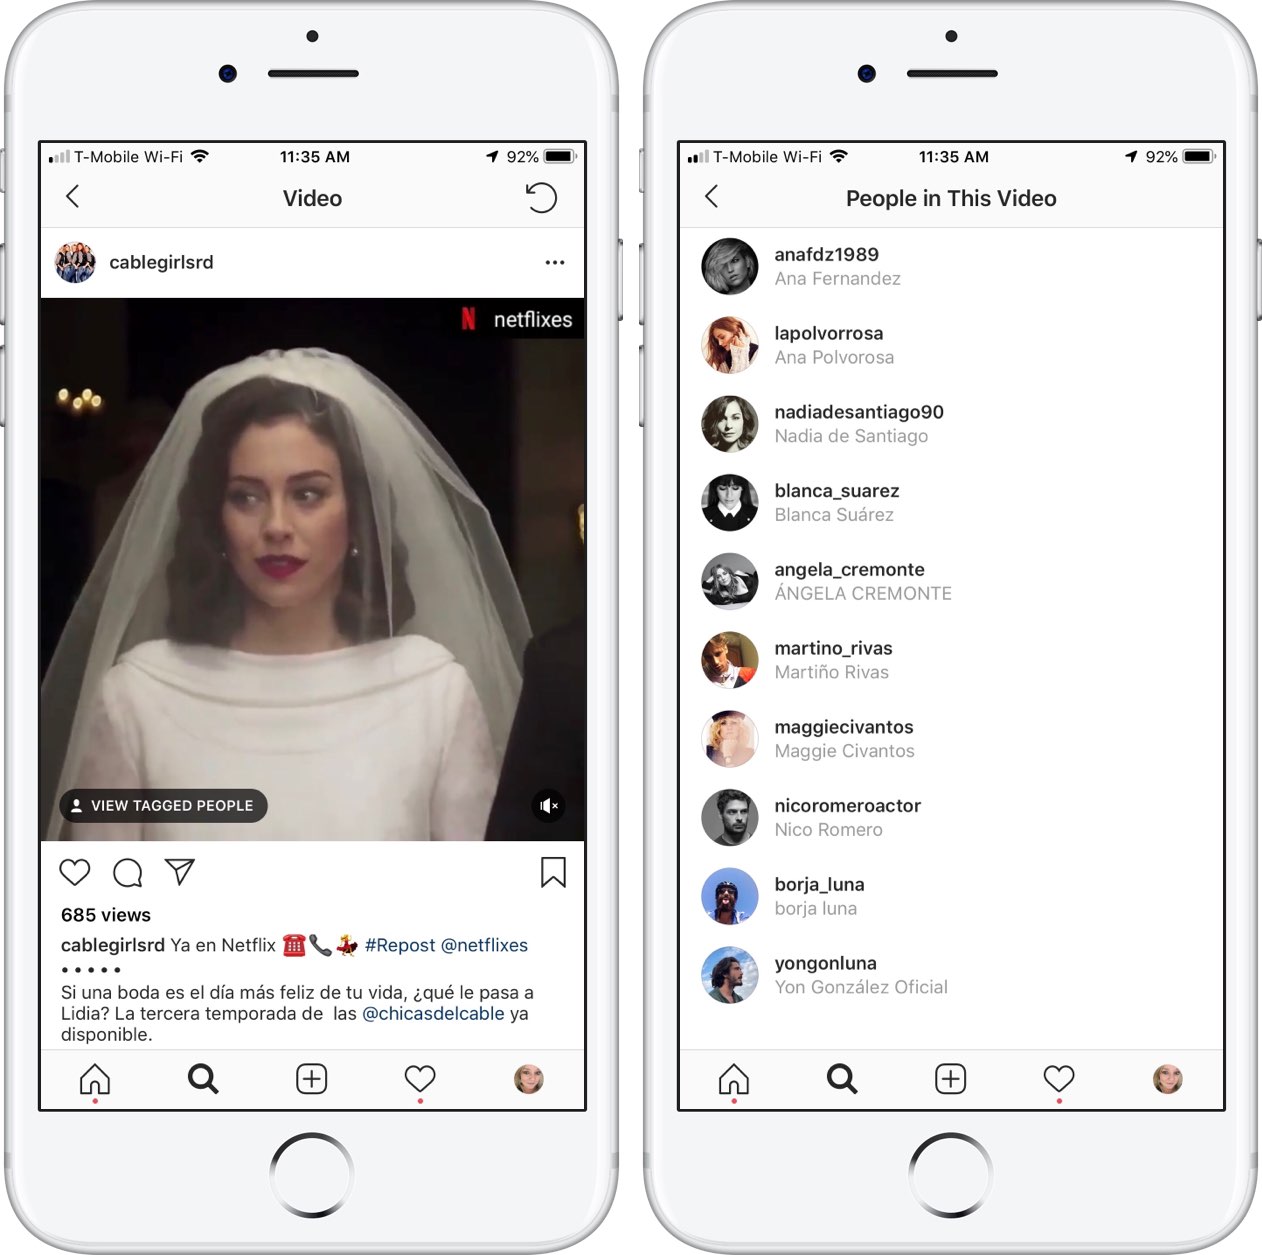 T-Mobile Wi-Fi 11:35 AM 92%
Video
cablegirlsrd
N netflixes
VIEW TAGGED PEOPLE
685 views
cablegirlsrd Ya en Netflix ☎️📞💃 #Repost @netflixes
• • • • •
Si una boda es el día más feliz de tu vida, ¿qué le pasa a
Lidia? La tercera temporada de las @chicasdelcable ya
disponible.
T-Mobile Wi-Fi 11:35 AM 92%
People in This Video
anafdz1989
Ana Fernandez
lapolvorrosa
Ana Polvorosa
nadiadesantiago90
Nadia de Santiago
blanca_suarez
Blanca Suárez
angela_cremonte
ÁNGELA CREMONTE
martino_rivas
Martiño Rivas
maggiecivantos
Maggie Civantos
nicoromeroactor
Nico Romero
borja_luna
borja luna
yongonluna
Yon González Oficial